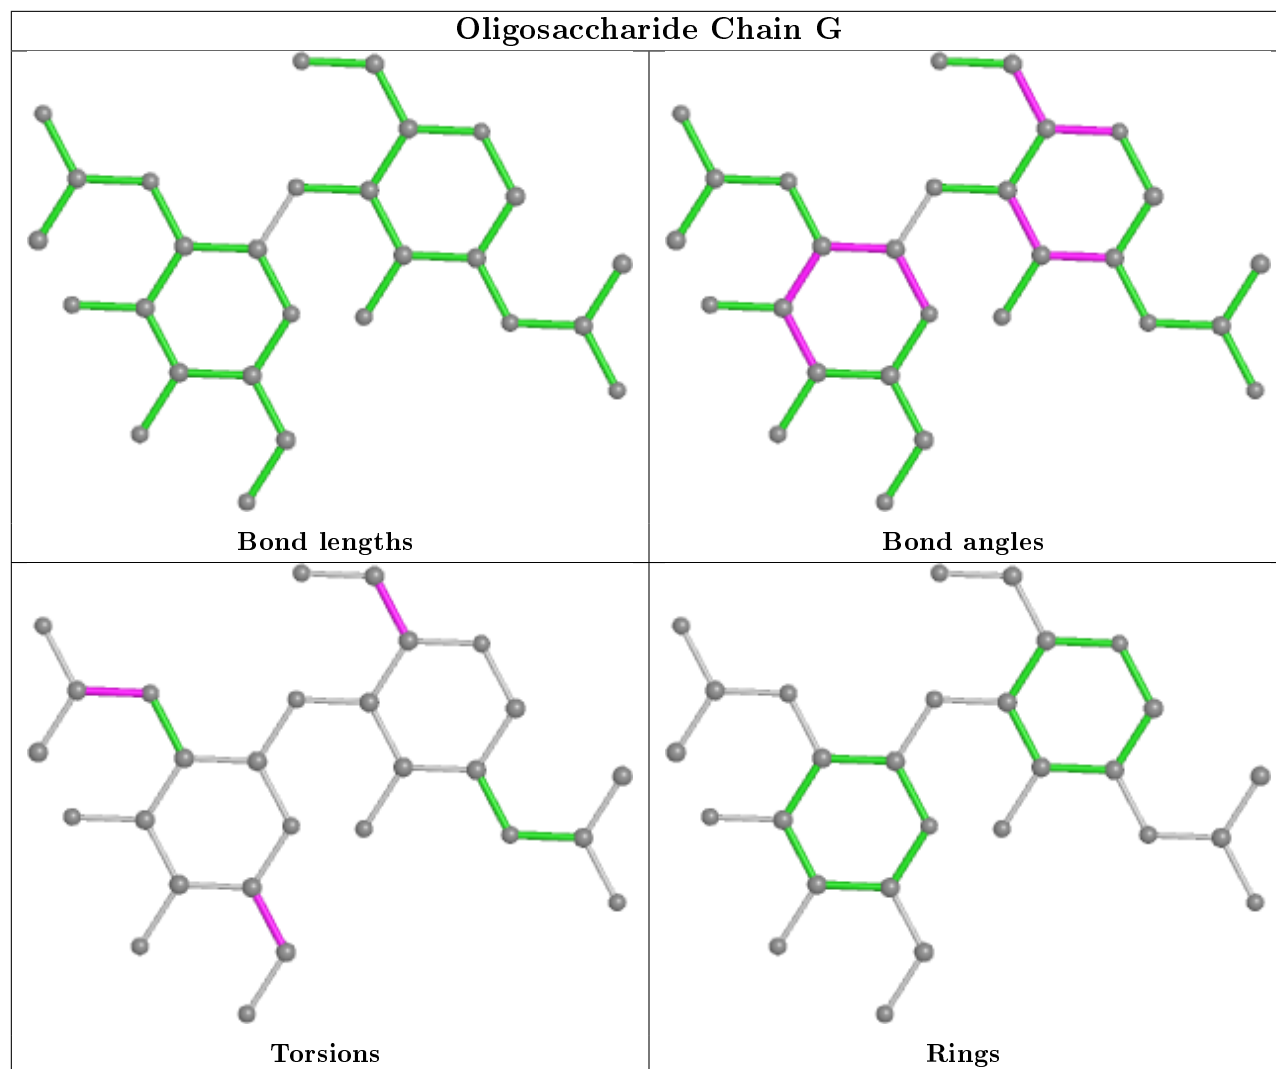 Oligosaccharide Chain G
Bond lengths
Bond angles
Torsions
Rings